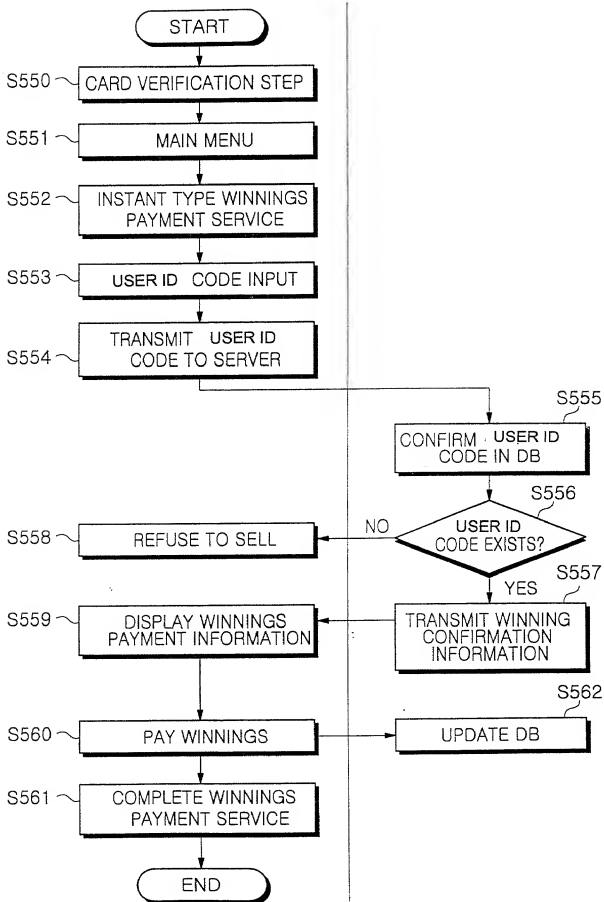 START
S550
CARD VERIFICATION STEP
S551
MAIN MENU
S552
INSTANT TYPE WINNINGS
PAYMENT SERVICE
S553
USER ID CODE INPUT
S554
TRANSMIT USER ID
CODE TO SERVER
S555
CONFIRM USER ID
CODE IN DB
S556
USER ID
CODE EXISTS?
NO
YES
S558
REFUSE TO SELL
S557
TRANSMIT WINNING
CONFIRMATION
INFORMATION
S559
DISPLAY WINNINGS
PAYMENT INFORMATION
S560
PAY WINNINGS
S562
UPDATE DB
S561
COMPLETE WINNINGS
PAYMENT SERVICE
END